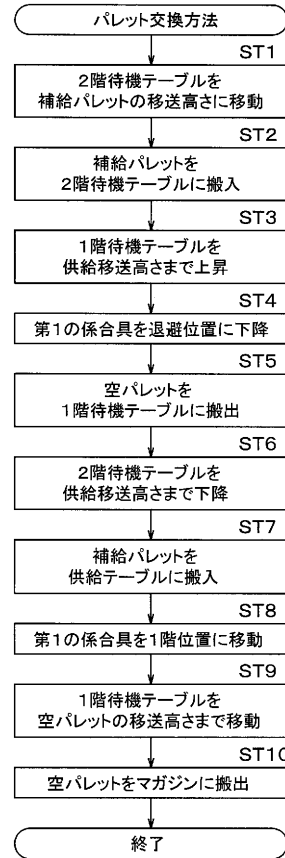 パレット交換方法
ST1
2階待機テーブルを
補給パレットの移送高さに移動
ST2
補給パレットを
2階待機テーブルに搬入
ST3
1階待機テーブルを
供給移送高さまで上昇
ST4
第1の係合具を退避位置に下降
ST5
空パレットを
1階待機テーブルに搬出
ST6
2階待機テーブルを
供給移送高さまで下降
ST7
補給パレットを
供給テーブルに搬入
ST8
第1の係合具を1階位置に移動
ST9
1階待機テーブルを
空パレットの移送高さまで移動
ST10
空パレットをマガジンに搬出
終了